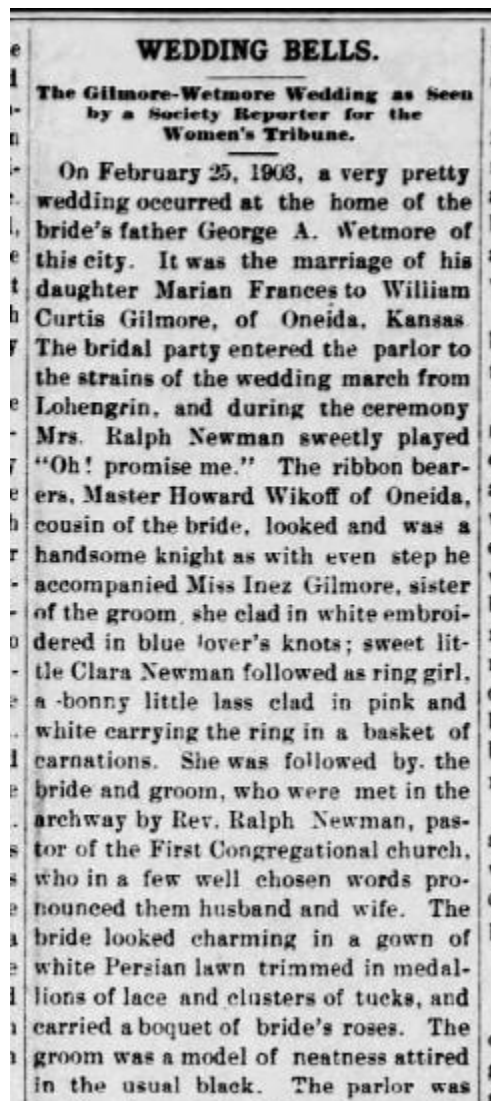 WEDDING BELLS.
The Gilmore-Wetmore Wedding as Seen
by a Society Reporter for the
Women's Tribune.
On February 25, 1903, a very pretty
wedding occurred at the home of the
bride's father George A. Wetmore of
this city. It was the marriage of his
daughter Marian Frances to William
Curtis Gilmore, of Oneida, Kansas
The bridal party entered the parlor to
the strains of the wedding march from
Lohengrin, and during the ceremony
Mrs. Ralph Newman sweetly played
"Oh! promise me." The ribbon bear-
ers, Master Howard Wikoff of Oneida,
cousin of the bride, looked and was a
handsome knight as with even step he
accompanied Miss Inez Gilmore, sister
of the groom, she clad in white embroi-
dered in blue lover's knots; sweet lit-
tle Clara Newman followed as ring girl,
a bonny little lass clad in pink and
white carrying the ring in a basket of
carnations. She was followed by. the
bride and groom, who were met in the
archway by Rev. Ralph Newman, pas-
tor of the First Congregational church,
who in a few well chosen words pro-
nounced them husband and wife. The
bride looked charming in a gown of
white Persian lawn trimmed in medal-
lions of lace and clusters of tucks, and
carried a boquet of bride's roses. The
groom was a model of neatness attired
in the usual black. The parlor was